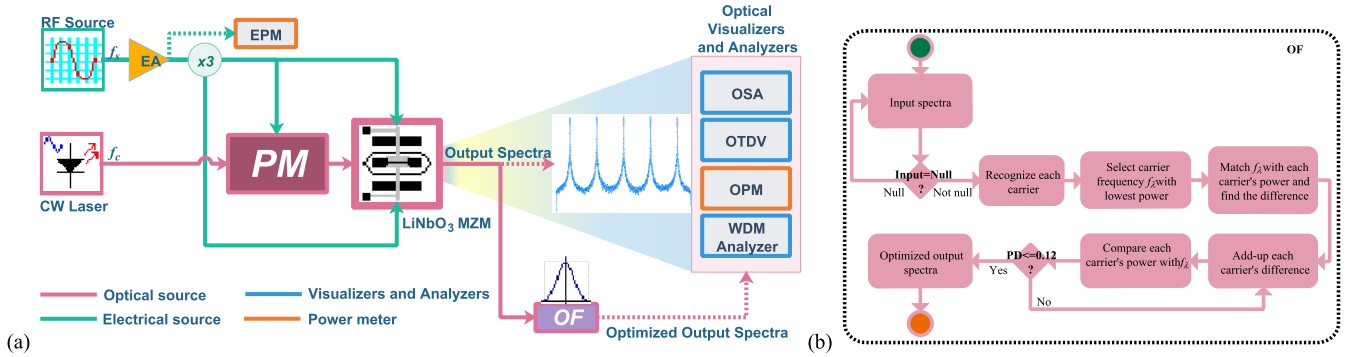 RF Source
fs
EA
EPM
x3
CW Laser
fc
PM
LiNbO3 MZM
Output Spectra
Optical
Visualizers
and Analyzers
OSA
OTDV
OPM
WDM
Analyzer
OF
Optimized Output Spectra
Optical source
Electrical source
Visualizers and Analyzers
Power meter
(a)
OF
Input spectra
Input=Null
?
Null
Not null
Recognize each
carrier
Select carrier
frequency fλ with
lowest power
Match fλ with each
carrier's power and
find the difference
Add-up each
carrier's difference
Compare each
carrier's power with fλ
PD<=0.12
?
Yes
No
Optimized output
spectra
(b)